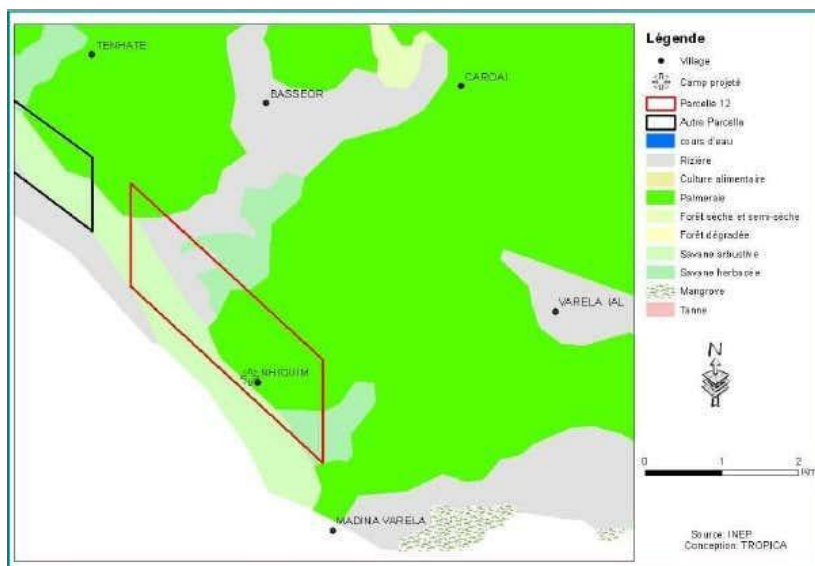 TENHATE
BASSEOR
CAROAI
VARELA IAL
NHIQUIM
MADINA VARELA
Légende
Village
Camp projeté
Parcelle 12
Autre Parcelle
cours d'eau
Rizière
Culture alimentaire
Palmeraie
Forêt sèche et semi-sèche
Forêt dégradée
Savane arbustive
Savane herbacée
Mangrove
Tanne
N
0 1 2
Km
Source: INEP
Conception: TROPICA